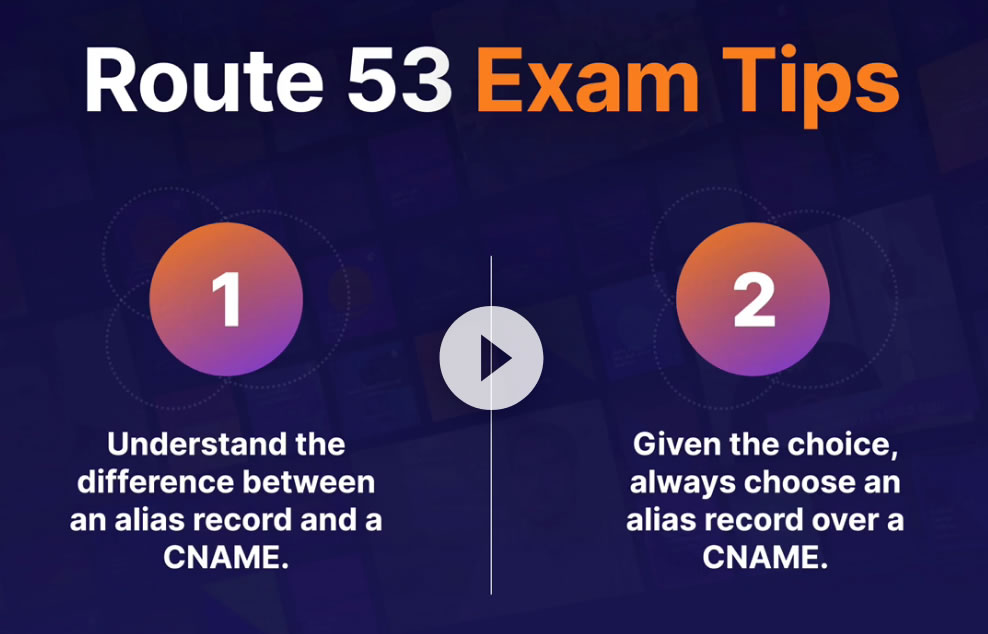 Route 53 Exam Tips
1
Understand the
difference between
an alias record and a
CNAME.
2
Given the choice,
always choose an
alias record over a
CNAME.